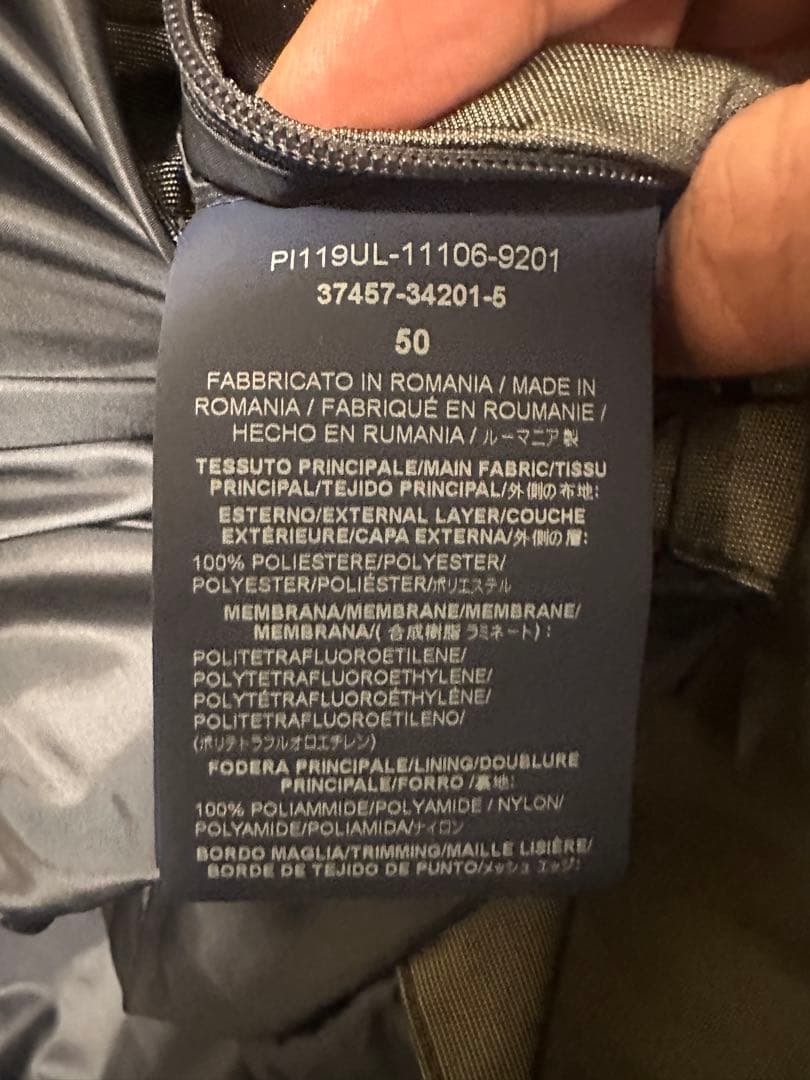 PI119UL-11106-9201
37457-34201-5
50
FABBRICATO IN ROMANIA / MADE IN
ROMANIA / FABRIQUÉ EN ROUMANIE /
HECHO EN RUMANIA / ルーマニア製
TESSUTO PRINCIPALE/MAIN FABRIC/TISSU
PRINCIPAL/TEJIDO PRINCIPAL/外側の布地:
ESTERNO/EXTERNAL LAYER/COUCHE
EXTÉRIEURE/CAPA EXTERNA/外側の層:
100% POLIESTERE/POLYESTER/
POLYESTER/POLIÉSTER/ポリエステル
MEMBRANA/MEMBRANE/MEMBRANE/
MEMBRANA/( 合成樹脂 ラミネート) :
POLITETRAFLUOROETILENE/
POLYTETRAFLUOROETHYLENE/
POLYTÉTRAFLUOROÉTHYLÈNE/
POLITETRAFLUOROETILENO/
(ポリテトラフルオロエチレン)
FODERA PRINCIPALE/LINING/DOUBLURE
PRINCIPALE/FORRO /裏地:
100% POLIAMMIDE/POLYAMIDE / NYLON/
POLYAMIDE/POLIAMIDA/ナイロン
BORDO MAGLIA/TRIMMING/MAILLE LISIÈRE/
BORDE DE TEJIDO DE PUNTO/メッシュ エッジ: